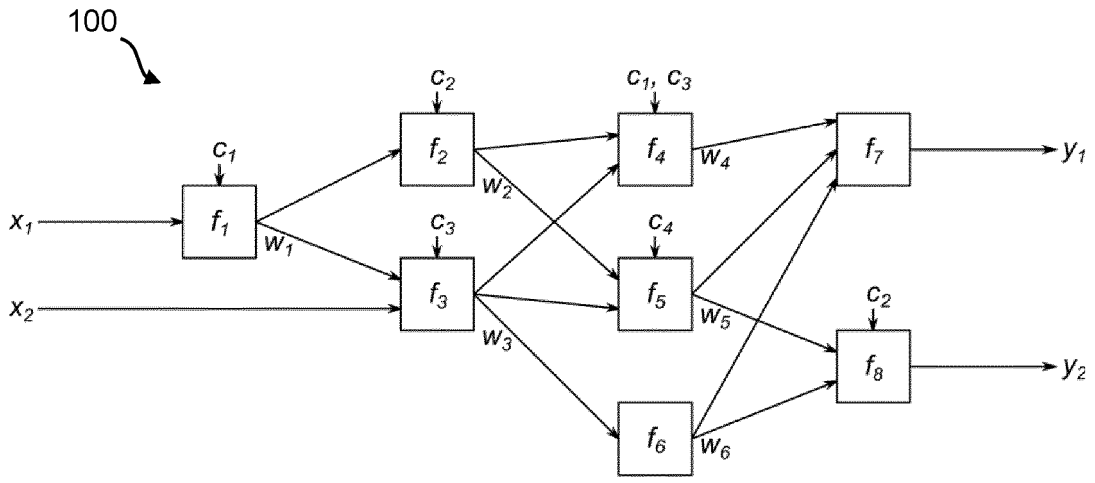 100
c₂
c₁, c₃
c₁
f₂
f₄
f₇
y₁
w₂
w₄
x₁
f₁
w₁
c₃
c₄
x₂
f₃
f₅
c₂
w₃
w₅
f₈
y₂
f₆
w₆